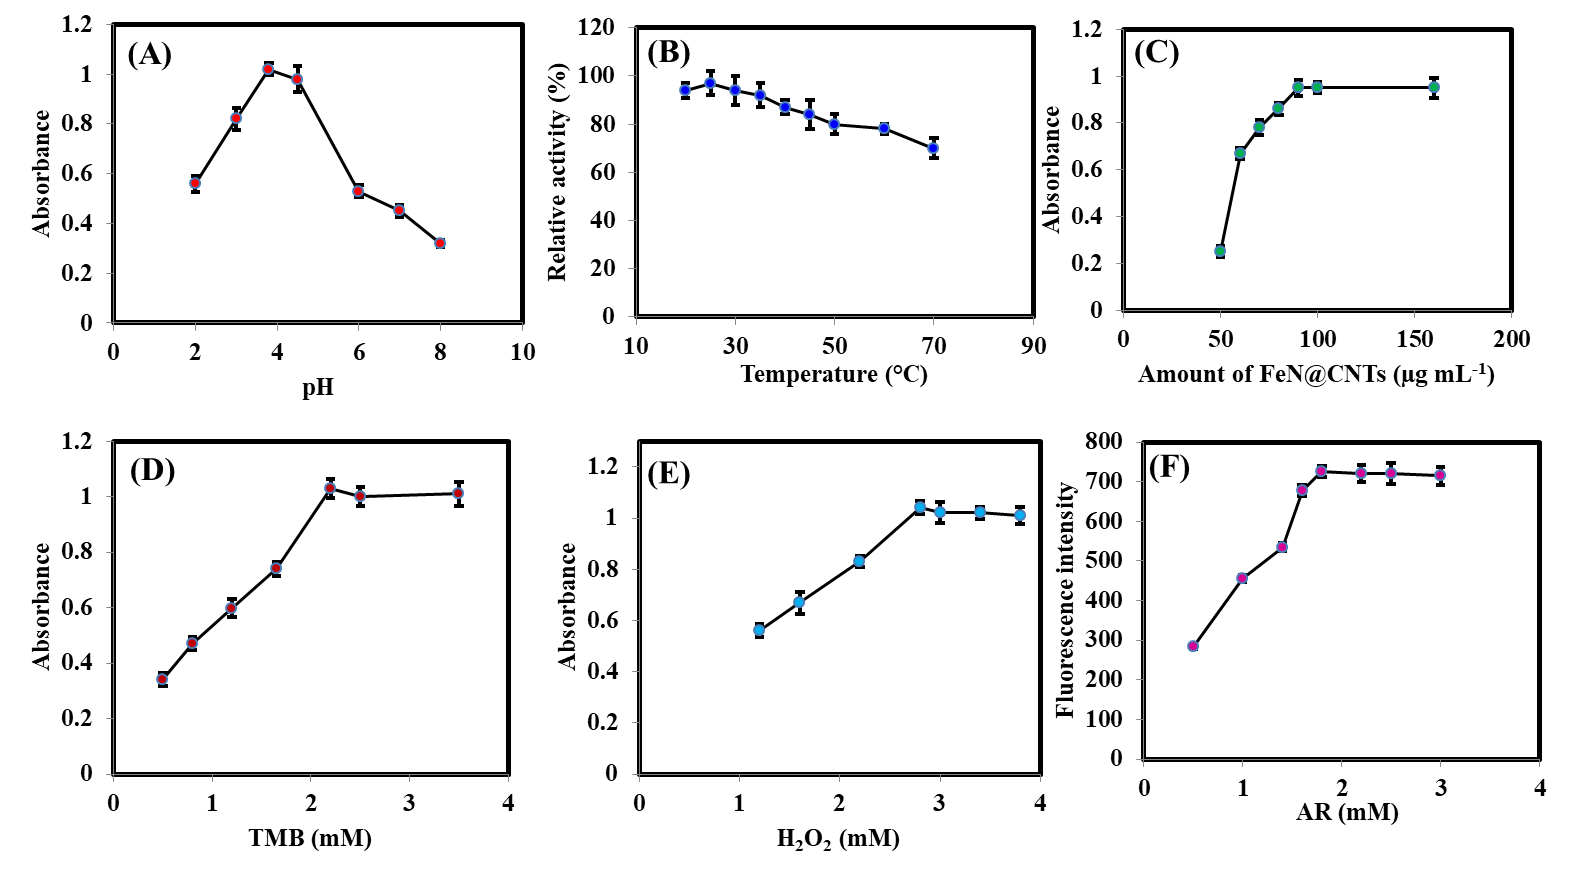 (A)
1.2
1
0.8
0.6
0.4
0.2
0
Absorbance
0 2 4 6 8 10
pH
(B)
120
100
80
60
40
20
0
Relative activity (%)
10 30 50 70 90
Temperature (°C)
(C)
1.2
1
0.8
0.6
0.4
0.2
0
Absorbance
0 50 100 150 200
Amount of FeN@CNTs (µg mL⁻¹)
(D)
1.2
1
0.8
0.6
0.4
0.2
0
Absorbance
0 1 2 3 4
TMB (mM)
(E)
1.2
1
0.8
0.6
0.4
0.2
0
Absorbance
0 1 2 3 4
H₂O₂ (mM)
(F)
800
700
600
500
400
300
200
100
0
Fluorescence intensity
0 1 2 3 4
AR (mM)